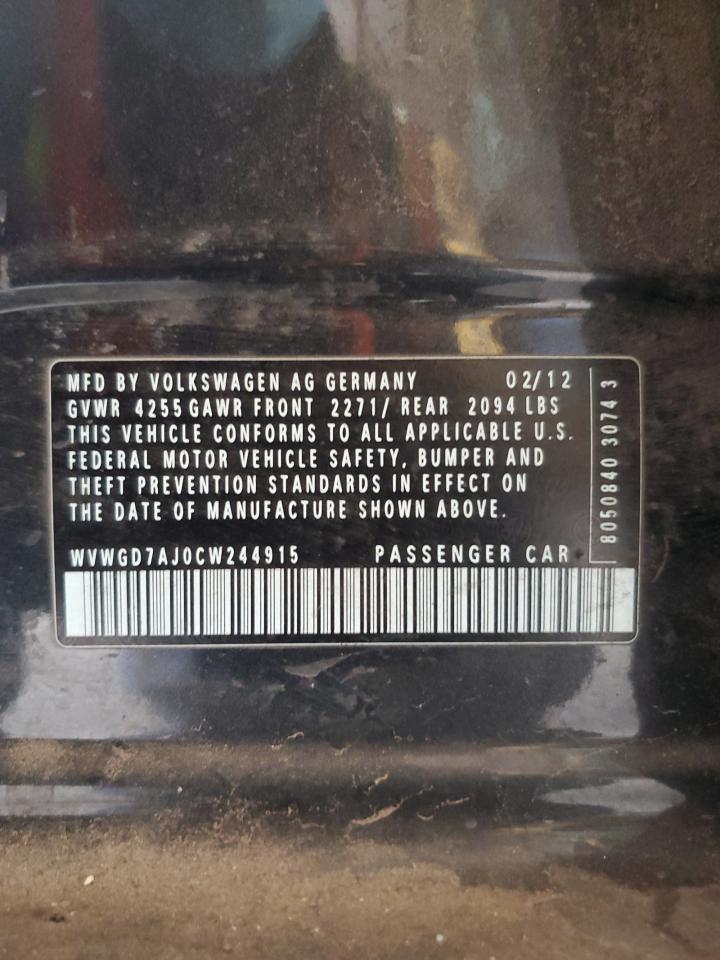 MFD BY VOLKSWAGEN AG GERMANY 02/12
GVWR 4255 GAWR FRONT 2271/ REAR 2094 LBS
THIS VEHICLE CONFORMS TO ALL APPLICABLE U.S.
FEDERAL MOTOR VEHICLE SAFETY, BUMPER AND
THEFT PREVENTION STANDARDS IN EFFECT ON
THE DATE OF MANUFACTURE SHOWN ABOVE.
WVWGD7AJ0CW244915 PASSENGER CAR
8050840 3074 3